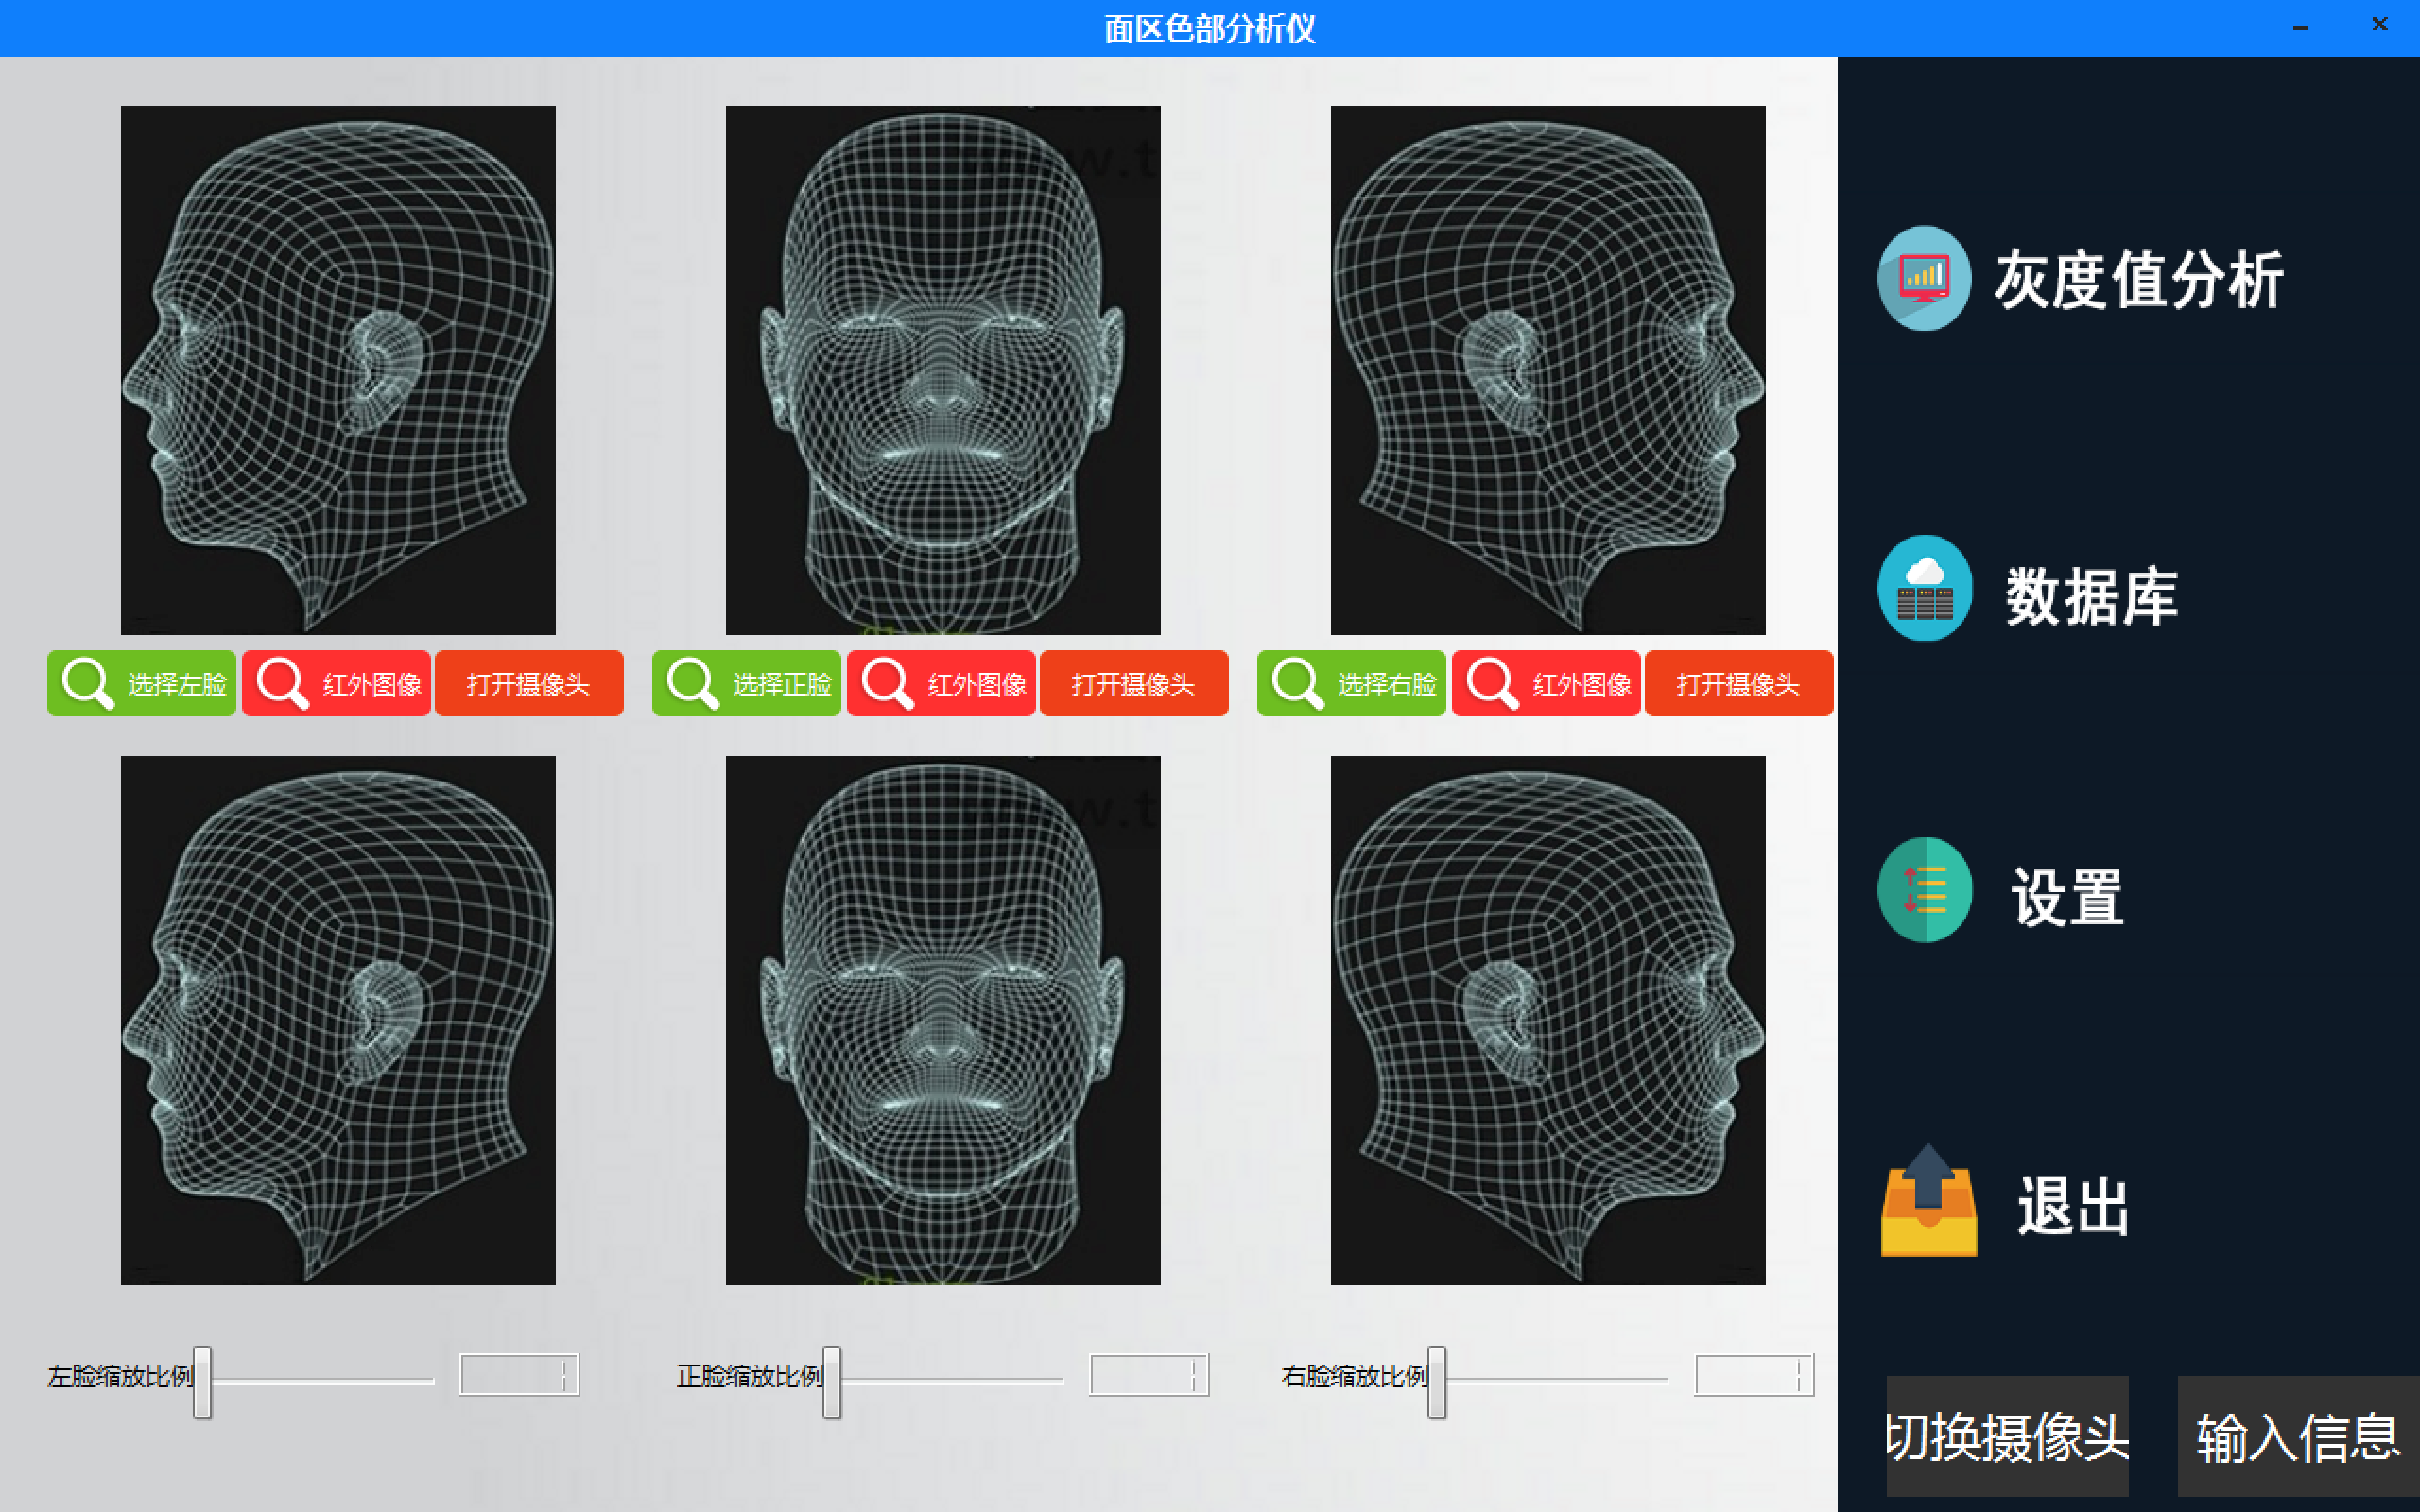 面区色部分析仪
灰度值分析
选择左脸 红外图像 打开摄像头 选择正脸 红外图像 打开摄像头 选择右脸 红外图像 打开摄像头
数据库
设置
退出
左脸缩放比例 正脸缩放比例 右脸缩放比例
切换摄像头 输入信息